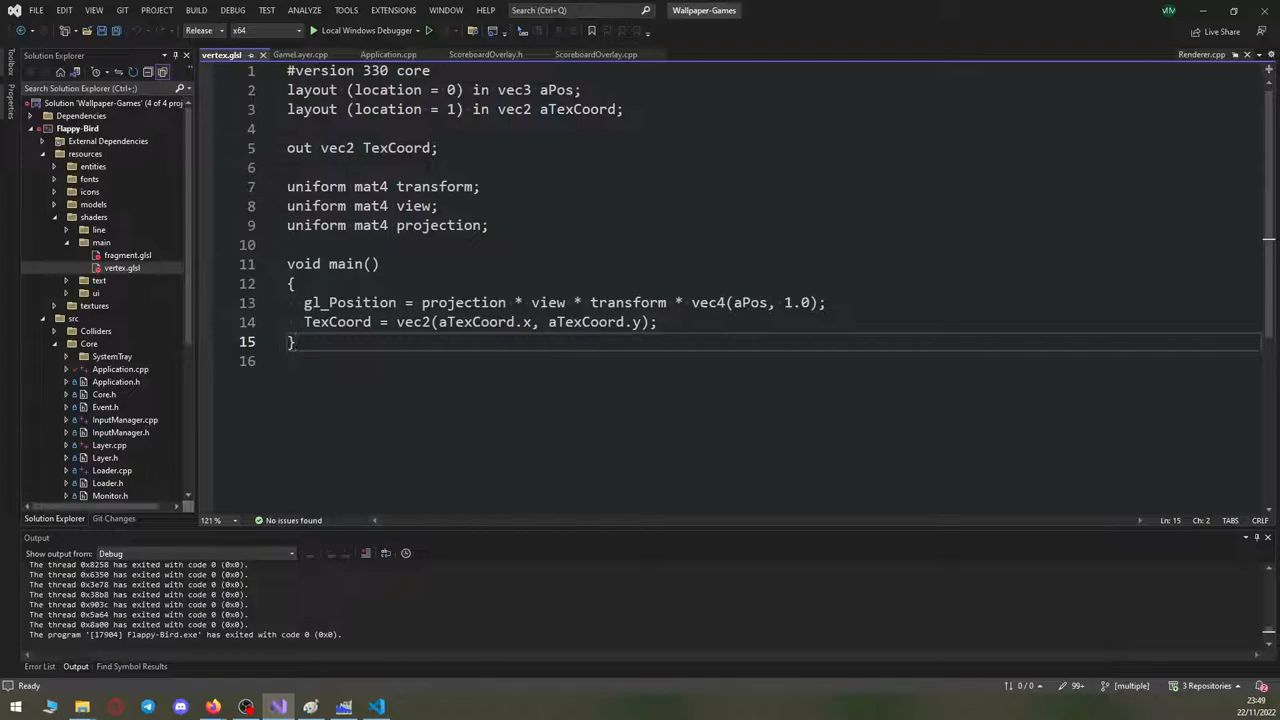 FILE EDIT VIEW GIT PROJECT BUILD DEBUG TEST ANALYZE TOOLS EXTENSIONS WINDOW HELP Search (Ctrl+Q) Wallpaper-Games VIM
Release x64 Local Windows Debugger Live Share
Toolbox
Properties
Solution Explorer
Search Solution Explorer (Ctrl+;)
Solution 'Wallpaper-Games' (4 of 4 proj
Dependencies
Flappy-Bird
External Dependencies
resources
entities
fonts
icons
models
shaders
line
main
fragment.glsl
vertex.glsl
text
ui
textures
src
Colliders
Core
SystemTray
Application.cpp
Application.h
Core.h
Event.h
InputManager.cpp
InputManager.h
Layer.cpp
Layer.h
Loader.cpp
Loader.h
Monitor.h
Solution Explorer Git Changes
vertex.glsl GameLayer.cpp Application.cpp ScoreboardOverlay.h ScoreboardOverlay.cpp Renderer.cpp
1 #version 330 core
2 layout (location = 0) in vec3 aPos;
3 layout (location = 1) in vec2 aTexCoord;
4
5 out vec2 TexCoord;
6
7 uniform mat4 transform;
8 uniform mat4 view;
9 uniform mat4 projection;
10
11 void main()
12 {
13 gl_Position = projection * view * transform * vec4(aPos, 1.0);
14 TexCoord = vec2(aTexCoord.x, aTexCoord.y);
15 }
16
121 % No issues found Ln: 15 Ch: 2 TABS CRLF
Output
Show output from: Debug
The thread 0x8258 has exited with code 0 (0x0).
The thread 0x6350 has exited with code 0 (0x0).
The thread 0x3e78 has exited with code 0 (0x0).
The thread 0x38b8 has exited with code 0 (0x0).
The thread 0x903c has exited with code 0 (0x0).
The thread 0x5a64 has exited with code 0 (0x0).
The thread 0x8a00 has exited with code 0 (0x0).
The program '[17904] Flappy-Bird.exe' has exited with code 0 (0x0).
Error List Output Find Symbol Results
Ready 0 / 0 99+ [multiple] 3 Repositories
23:49
22/11/2022